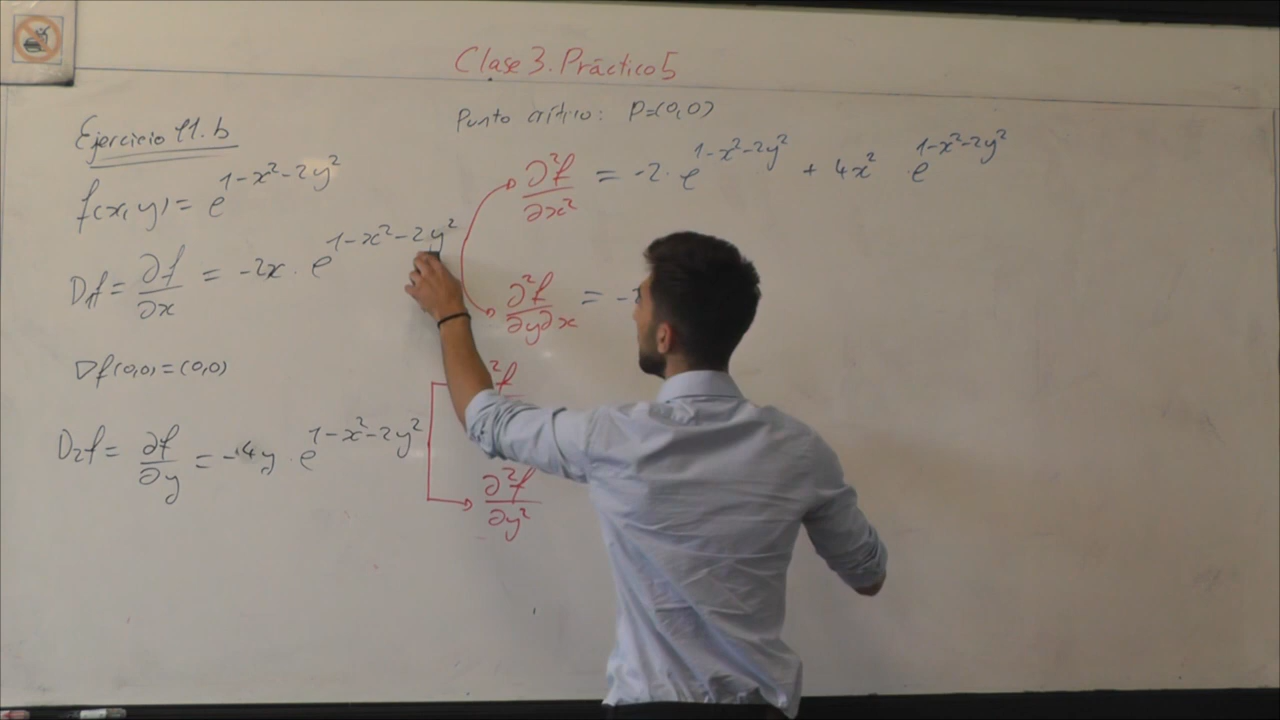 Clase 3. Práctico 5
Ejercicio 11.b
f(x,y) = e^{1-x²-2y²}
D₁f = ∂f/∂x = -2x · e^{1-x²-2y²}
∇f(0,0) = (0,0)
D₂f = ∂f/∂y = -4y · e^{1-x²-2y²}
Punto crítico: P=(0,0)
∂²f/∂x² = -2 · e^{1-x²-2y²} + 4x² · e^{1-x²-2y²}
∂²f/∂y∂x = -
²f
∂²f/∂y²